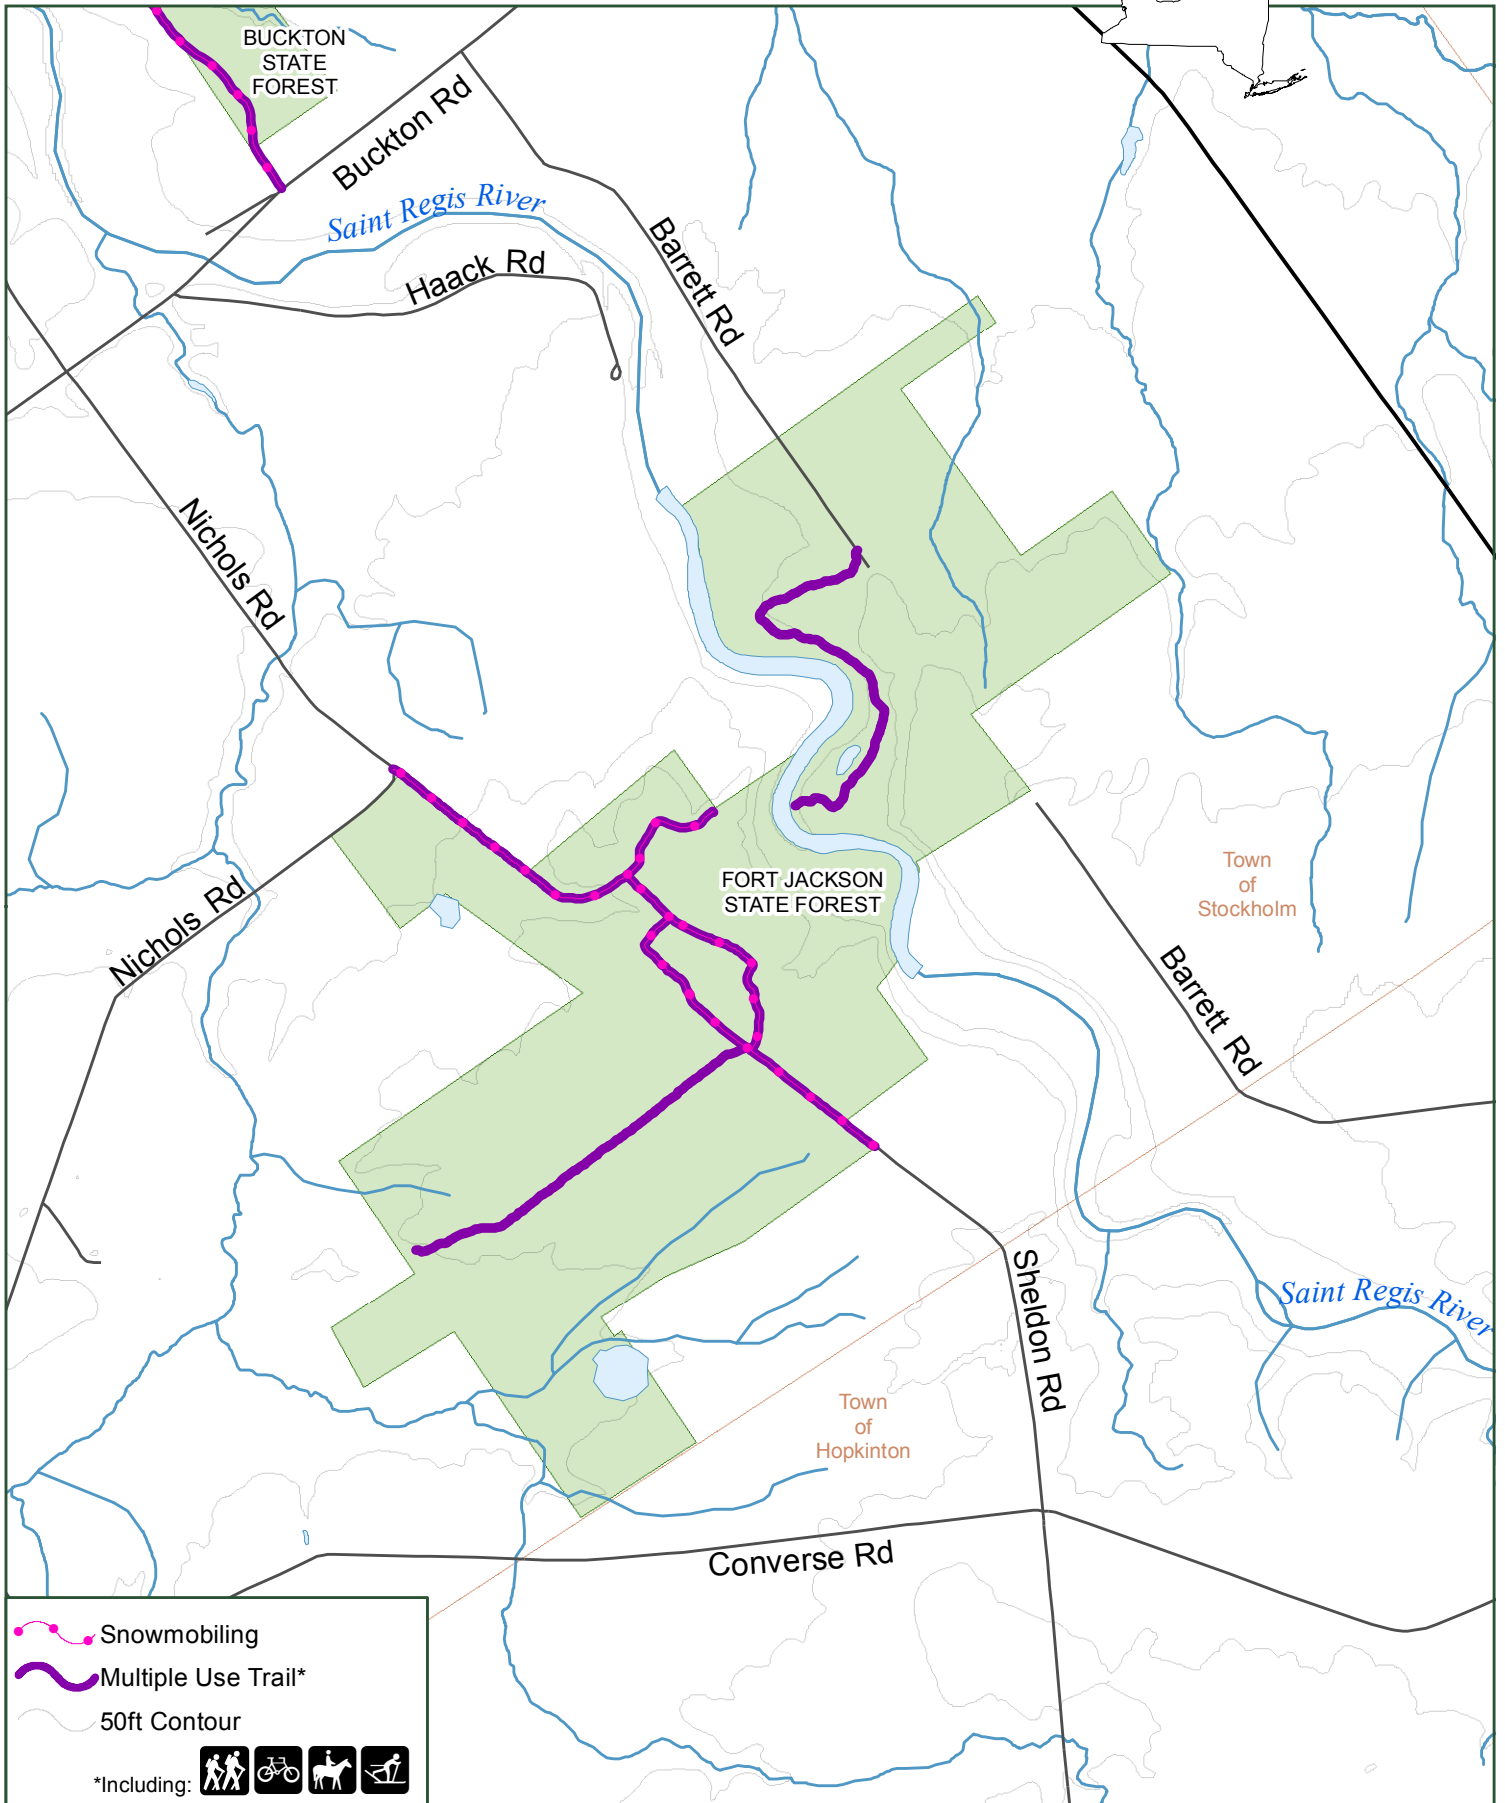 BUCKTON
STATE
FOREST
Buckton Rd
Saint Regis River
Haack Rd
Barrett Rd
Nichols Rd
FORT JACKSON
STATE FOREST
Town
of
Stockholm
Nichols Rd
Barrett Rd
Sheldon Rd
Saint Regis River
Town
of
Hopkinton
Converse Rd
Snowmobiling
Multiple Use Trail*
50ft Contour
*Including: